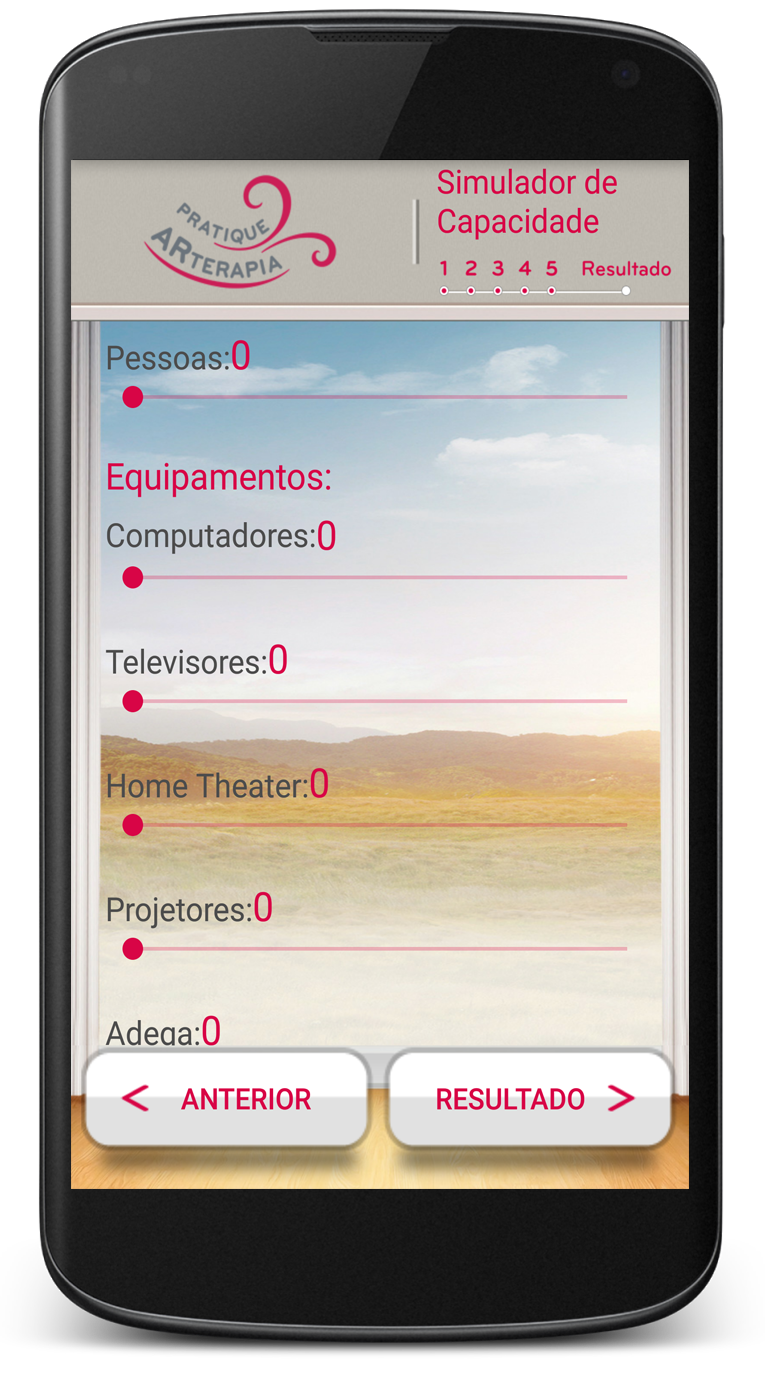 PRATIQUE
ARTERAPIA
Simulador de
Capacidade
1 2 3 4 5 Resultado
Pessoas:0
Equipamentos:
Computadores:0
Televisores:0
Home Theater:0
Projetores:0
Adega:0
< ANTERIOR
RESULTADO >